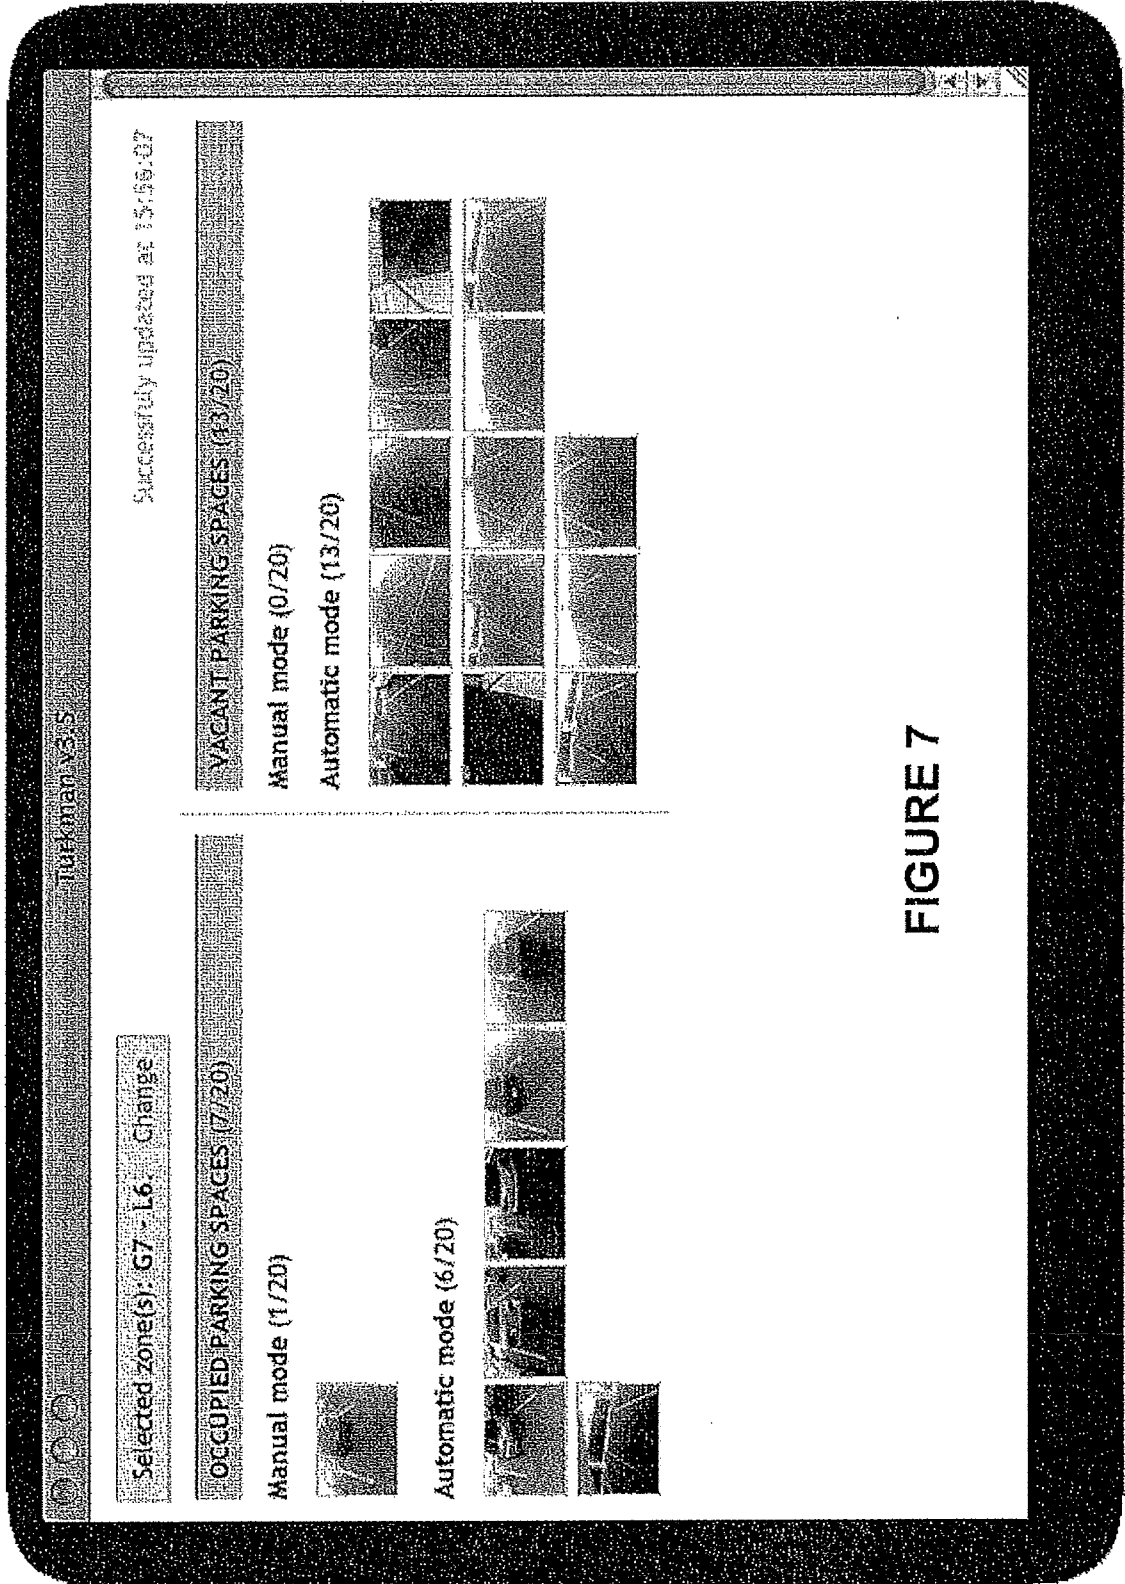 Turkman v3.5
Selected zone(s): G7 - L6. Change
Successfuly updated at 15:56:07
OCCUPIED PARKING SPACES (7/20)
Manual mode (1/20)
Automatic mode (6/20)
VACANT PARKING SPACES (13/20)
Manual mode (0/20)
Automatic mode (13/20)
FIGURE 7